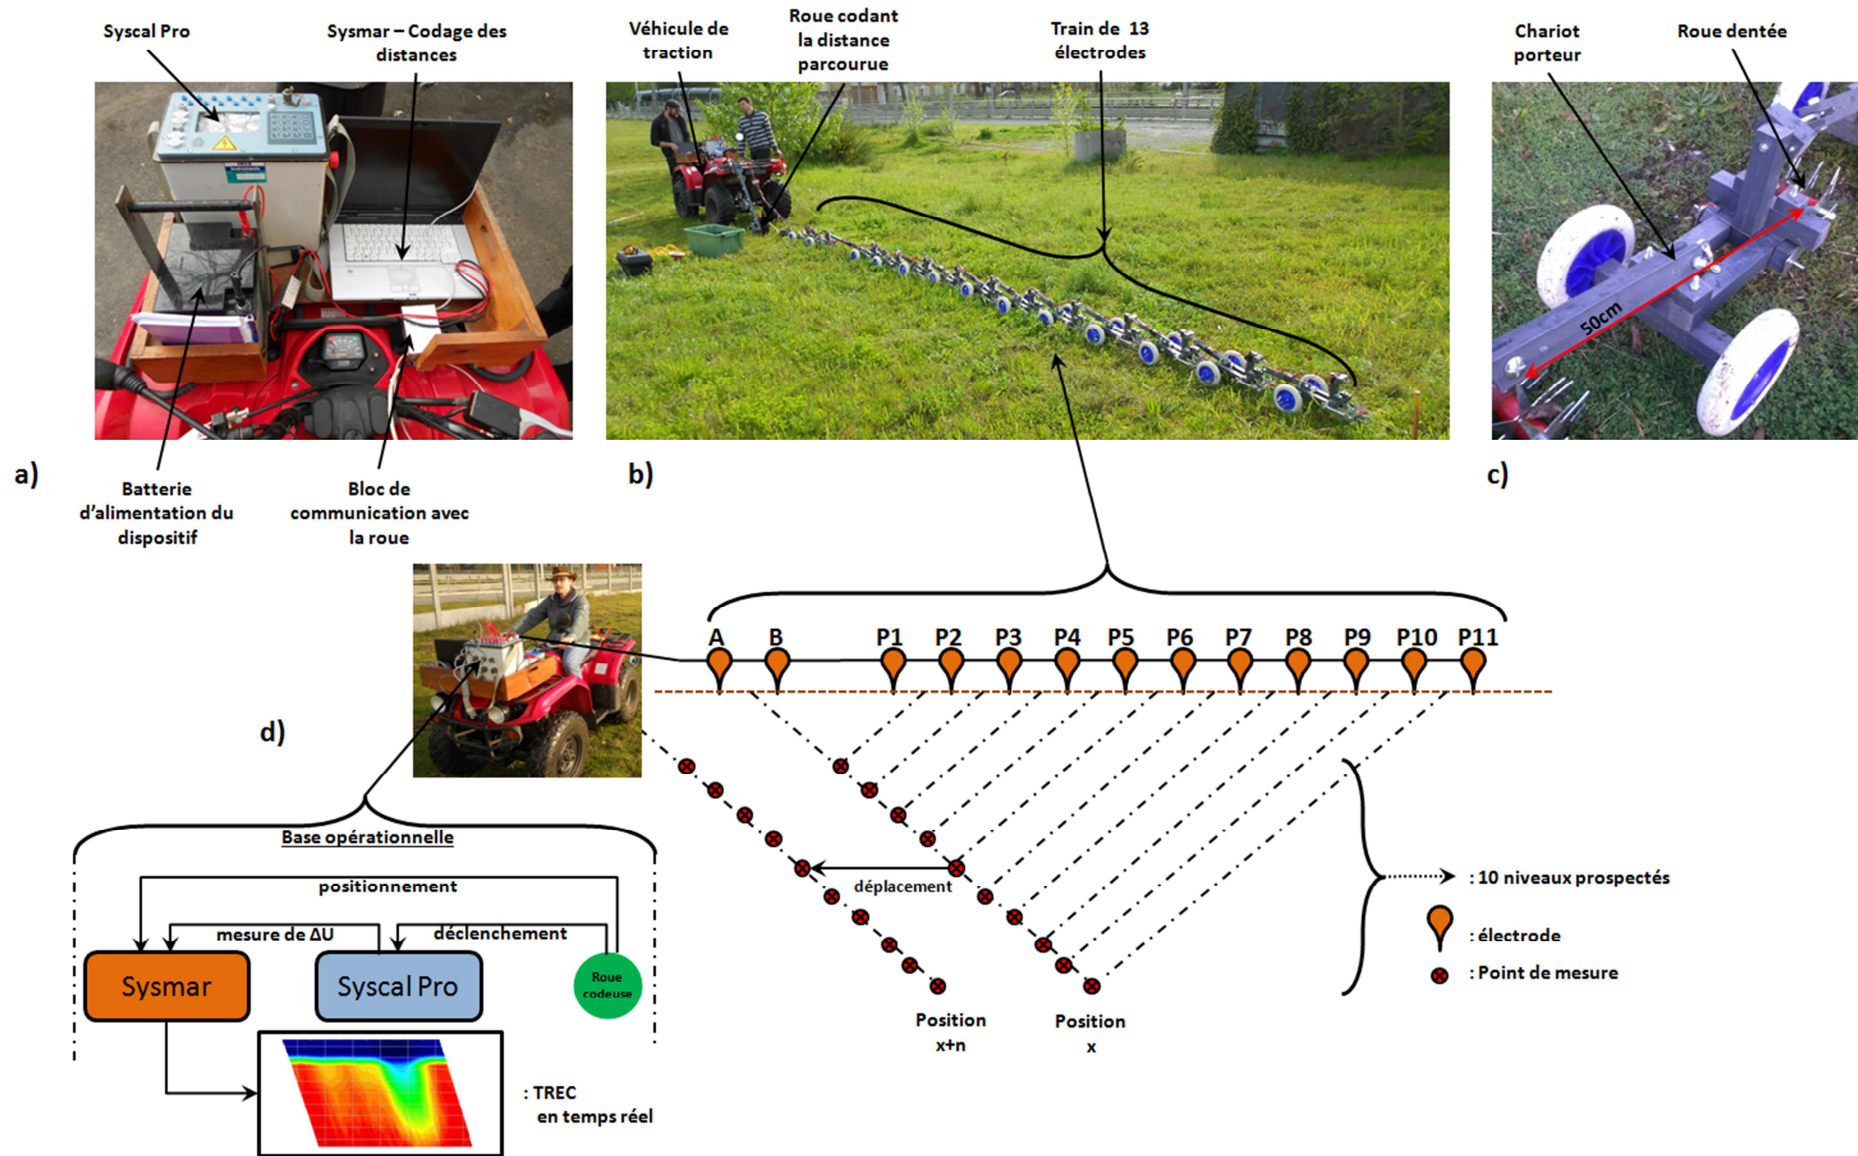 Syscal Pro
Sysmar – Codage des
distances
Véhicule de
traction
Roue codant
la distance
parcourue
Train de 13
électrodes
Chariot
porteur
Roue dentée
50cm
a)
b)
c)
Batterie
d'alimentation du
dispositif
Bloc de
communication avec
la roue
A
B
P1
P2
P3
P4
P5
P6
P7
P8
P9
P10
P11
d)
Base opérationnelle
positionnement
mesure de ΔU
déclenchement
Sysmar
Syscal Pro
Roue
codeuse
déplacement
: 10 niveaux prospectés
: électrode
: Point de mesure
Position
x+n
Position
x
: TREC
en temps réel